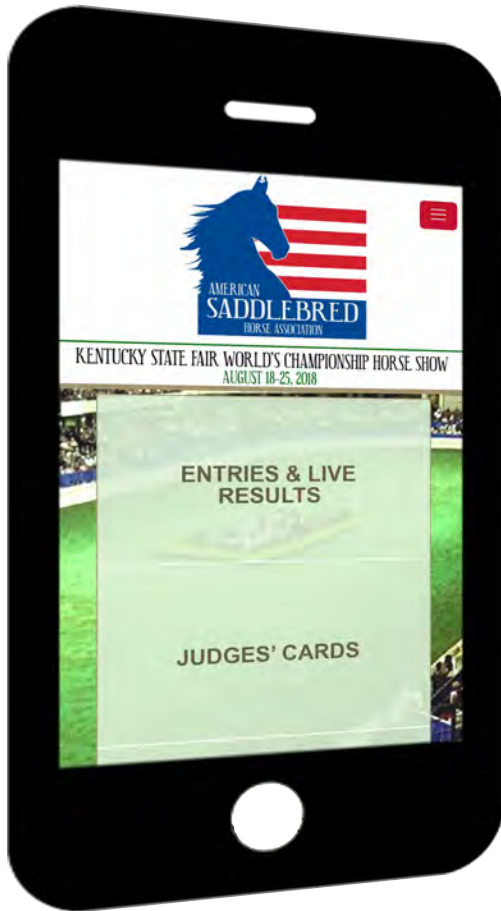 AMERICAN
SADDLEBRED
HORSE ASSOCIATION
KENTUCKY STATE FAIR WORLD'S CHAMPIONSHIP HORSE SHOW
AUGUST 18-25, 2018
ENTRIES & LIVE
RESULTS
JUDGES' CARDS